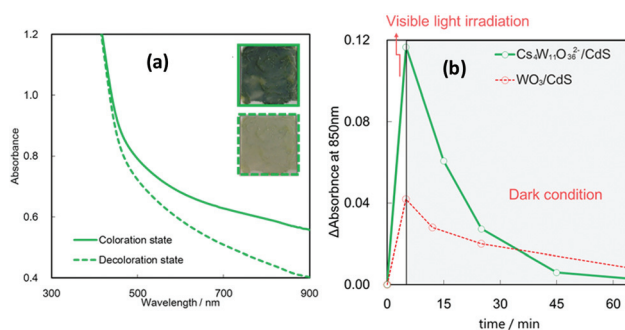 1.2
1.0
0.8
0.6
0.4
Absorbance
(a)
Coloration state
Decoloration state
300
500
700
900
Wavelength / nm
Visible light irradiation
0.12
0.08
0.04
0.00
ΔAbsorbnce at 850nm
(b)
Cs₄W₁₁O₃₆²⁻/CdS
WO₃/CdS
Dark condition
0
15
30
45
60
time / min